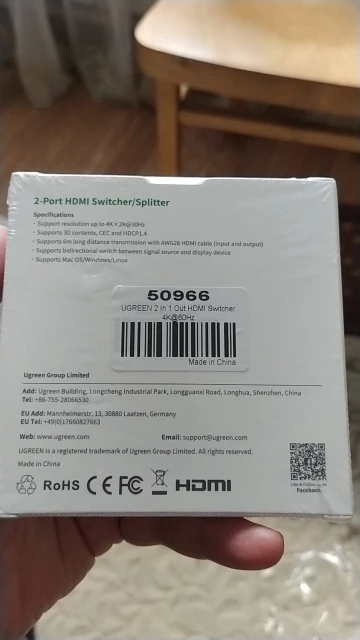 2-Port HDMI Switcher/Splitter
Specifications
· Support resolution up to 4K×2K@30Hz
· Supports 3D contents, CEC and HDCP1.4
· Supports 6m long distance transmission with AWG26 HDMI cable (input and output)
· Supports bidirectional switch between signal source and display device
· Supports Mac OS/Windows/Linux
50966
UGREEN 2 In 1 Out HDMI Switcher
4K@60Hz
Made in China
Ugreen Group Limited
Add: Ugreen Building, Longcheng Industrial Park, Longguanxi Road, Longhua, Shenzhen, China
Tel: +86-755-28066530
EU Add: Mannheimerstr, 13, 30880 Laatzen, Germany
EU Tel: +49(0)17660827663
Web: www.ugreen.com Email: support@ugreen.com
UGREEN is a registered trademark of Ugreen Group Limited. All rights reserved.
Made in China
RoHS CE FC HDMI
Like & Follow us on
Facebook